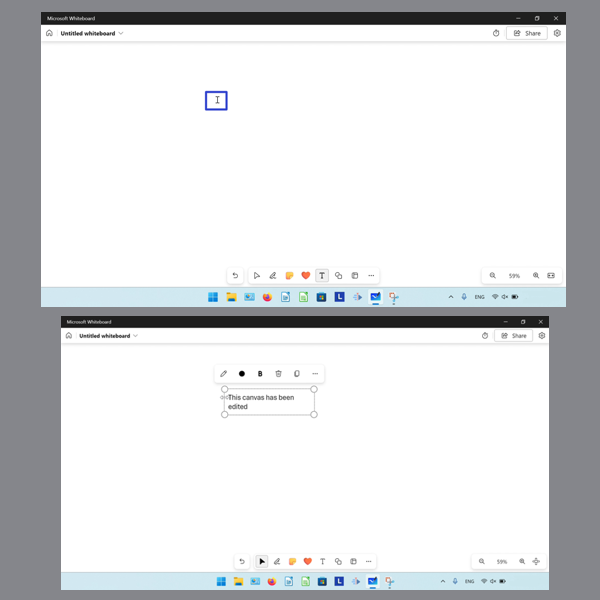 Microsoft Whiteboard
Untitled whiteboard
Share
T
59%
L
ENG
Microsoft Whiteboard
Untitled whiteboard
Share
B
This canvas has been
edited
T
59%
L
ENG